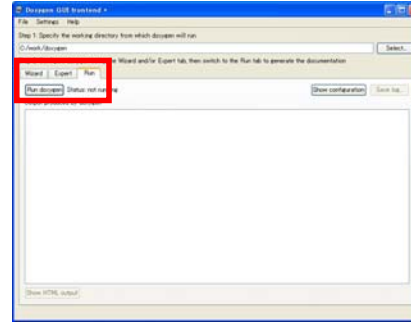 Doxygen GUI frontend +
File Settings Help
Step 1: Specify the working directory from which doxygen will run
C:/work/doxygen Select...
e Wizard and/or Expert tab, then switch to the Run tab to generate the documentation
Wizard Expert Run
Run doxygen Status: not running Show configuration Save log...
Show HTML output